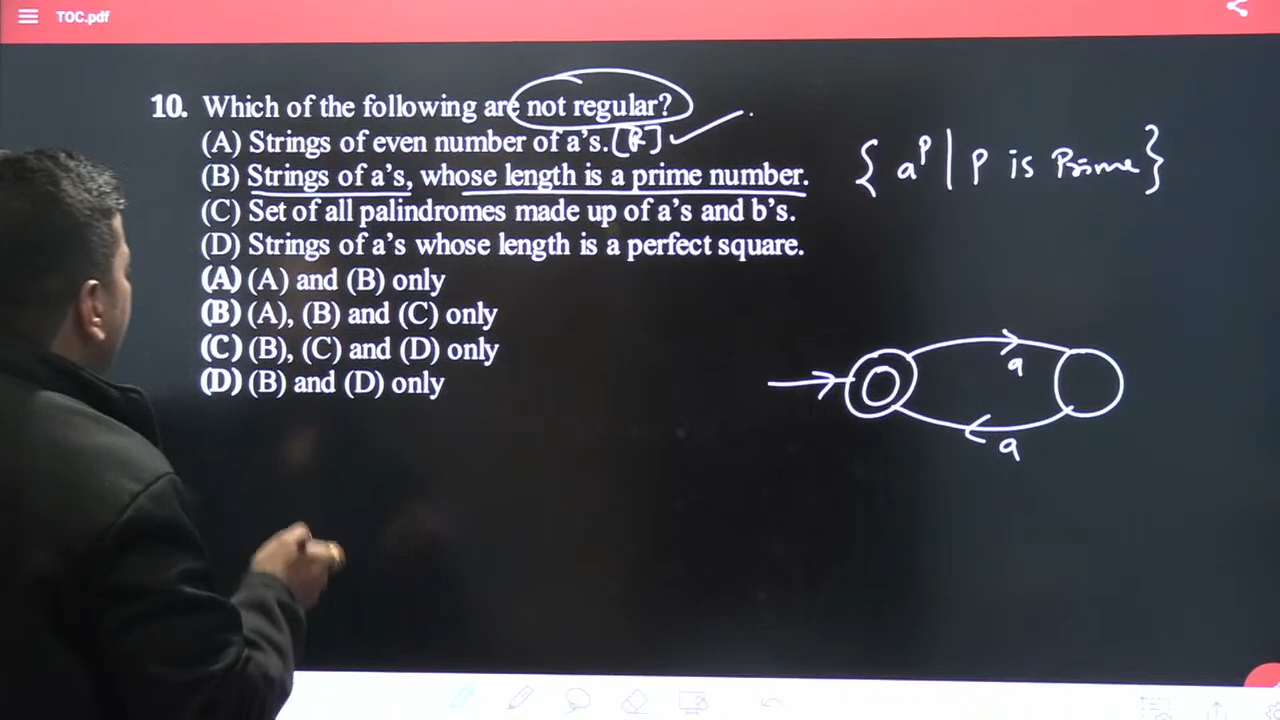 TOC.pdf
10. Which of the following are not regular?
(A) Strings of even number of a's. [R]
(B) Strings of a's, whose length is a prime number.
{ a^p | p is Prime }
(C) Set of all palindromes made up of a's and b's.
(D) Strings of a's whose length is a perfect square.
(A) (A) and (B) only
(B) (A), (B) and (C) only
(C) (B), (C) and (D) only
(D) (B) and (D) only
a
a